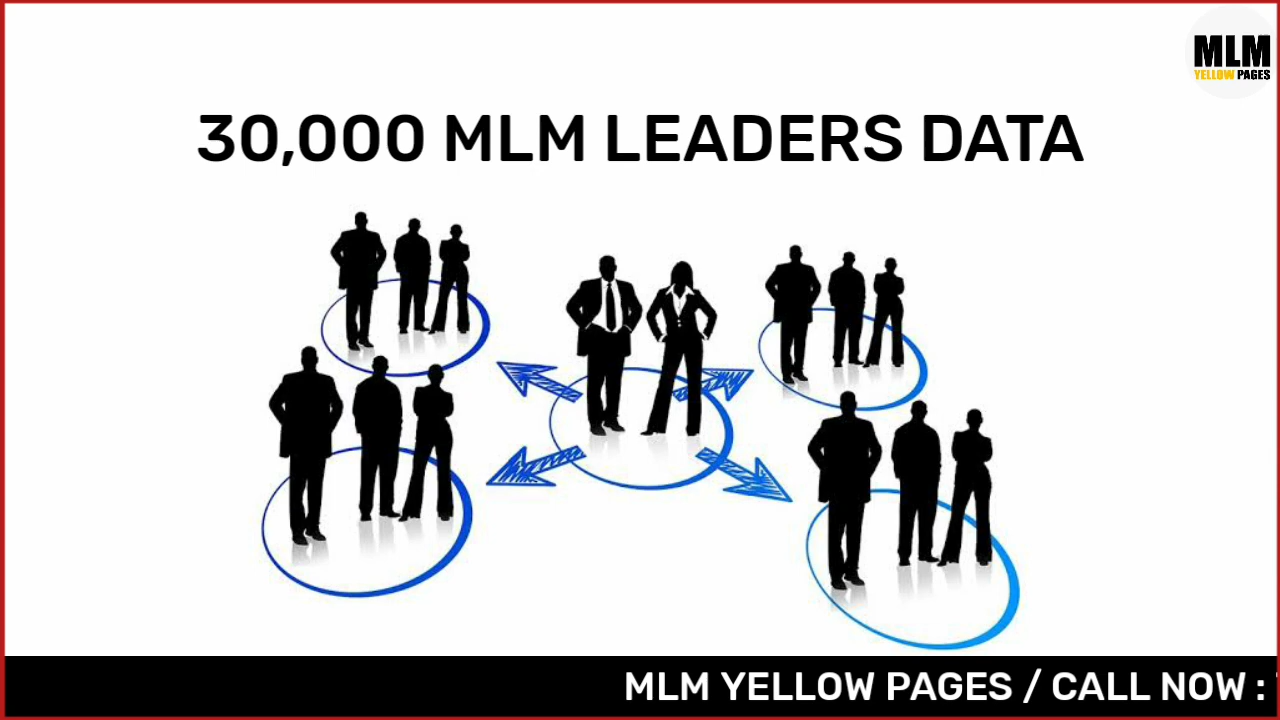 MLM
YELLOW PAGES
30,000 MLM LEADERS DATA
MLM YELLOW PAGES / CALL NOW :